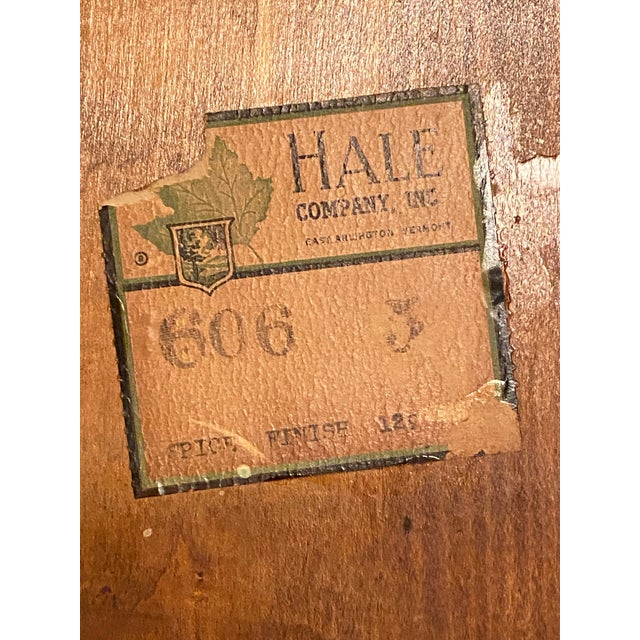 HALE
COMPANY, INC
EAST ARLINGTON VERMONT
®
606 3
SPICE FINISH